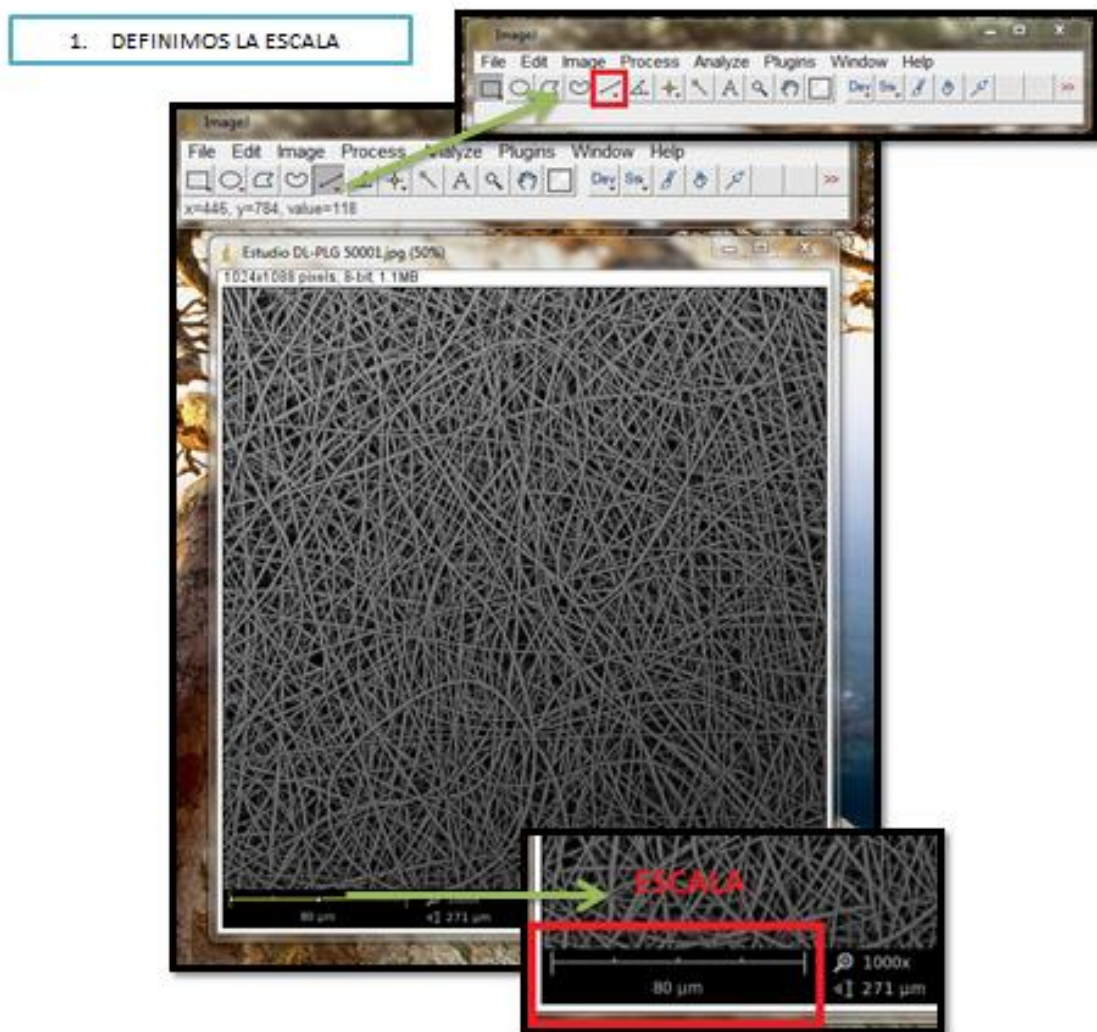 1. DEFINIMOS LA ESCALA
ImageJ
File Edit Image Process Analyze Plugins Window Help
A Dev Stk >>
ImageJ
File Edit Image Process Analyze Plugins Window Help
A Dev Stk >>
x=446, y=784, value=118
Estudio DL-PLG 50001.jpg (50%)
1024x1088 pixels; 8-bit; 1.1MB
80 µm
271 µm
ESCALA
1000x
80 µm
271 µm